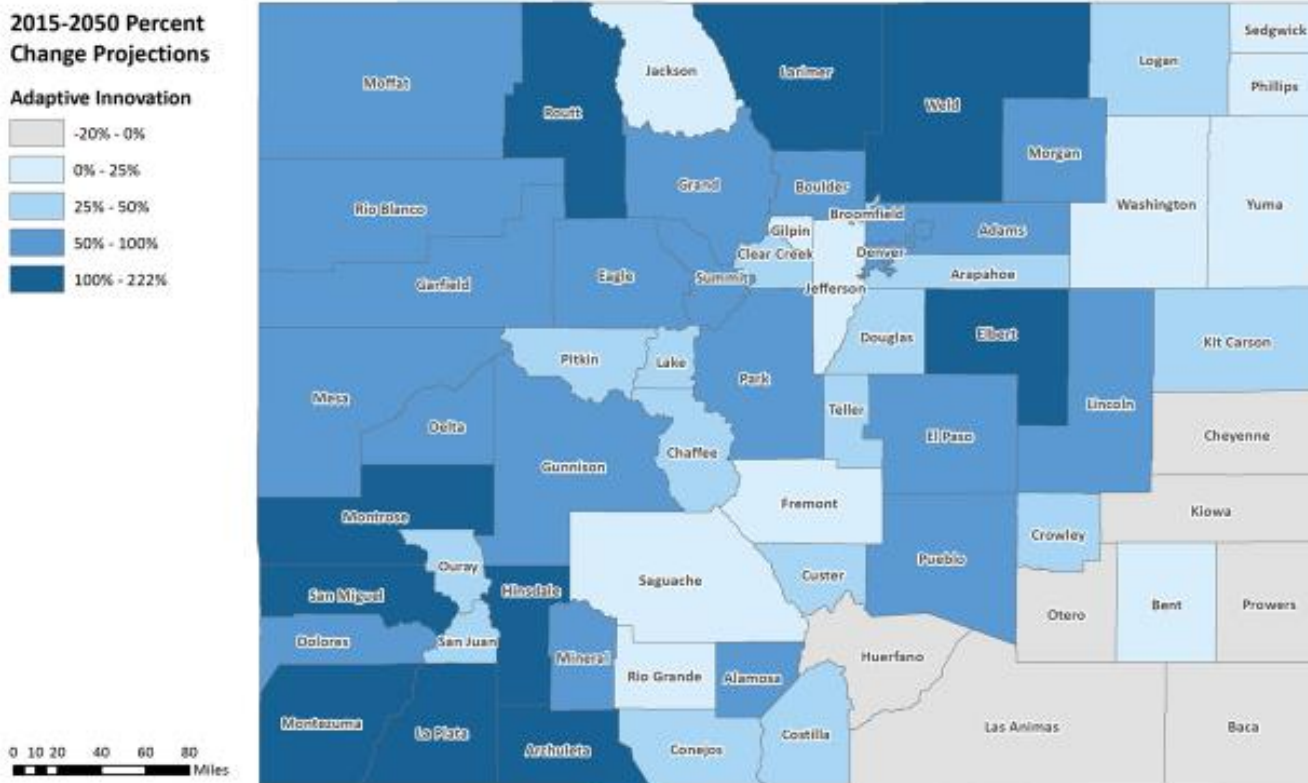 2015-2050 Percent
Change Projections
Adaptive Innovation
-20% - 0%
0% - 25%
25% - 50%
50% - 100%
100% - 222%
0 10 20 40 60 80
Miles
Sedgwick
Logan
Jackson
Larimer
Moffat
Phillips
Weld
Routt
Morgan
Grand
Boulder
Washington
Yuma
Rio Blanco
Broomfield
Gilpin
Adams
Clear Creek
Denver
Eagle
Summit
Arapahoe
Garfield
Jefferson
Elbert
Douglas
Kit Carson
Pitkin
Lake
Park
Mesa
Lincoln
Teller
Delta
El Paso
Cheyenne
Chaffee
Gunnison
Fremont
Kiowa
Montrose
Crowley
Pueblo
Ouray
Custer
Saguache
Hinsdale
San Miguel
Bent
Prowers
Otero
Dolores
San Juan
Mineral
Huerfano
Rio Grande
Alamosa
Montezuma
La Plata
Las Animas
Baca
Costilla
Archuleta
Conejos